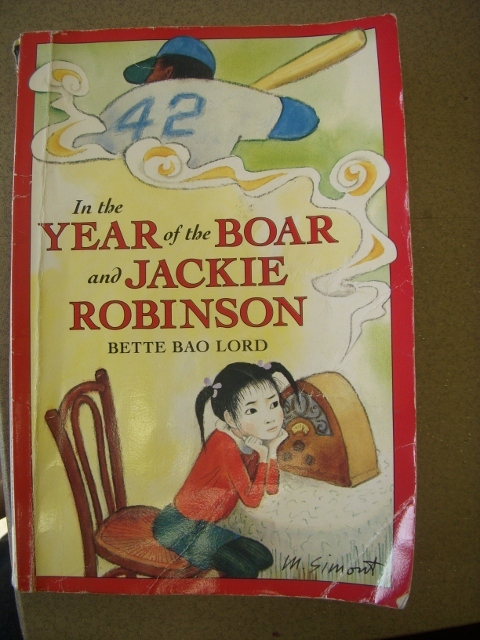 42
In the
YEAR of the BOAR
and JACKIE
ROBINSON
BETTE BAO LORD
M. Simont